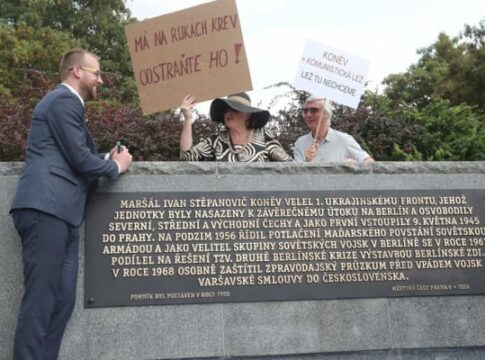 MÁ NA RUKÁCH KREV
ODSTRAŇTE HO!
KONĚV
= KOMUNISTICKÁ LEŽ
LEŽ TU NECHCEME
MARŠÁL IVAN STĚPANOVIČ KONĚV VELEL 1. UKRAJINSKÉMU FRONTU, JEHOŽ
JEDNOTKY BYLY NASAZENY K ZÁVĚREČNÉMU ÚTOKU NA BERLÍN A OSVOBODILY
SEVERNÍ, STŘEDNÍ A VÝCHODNÍ ČECHY A JAKO PRVNÍ VSTOUPILY 9. KVĚTNA 1945
DO PRAHY. NA PODZIM 1956 ŘÍDIL POTLAČENÍ MAĎARSKÉHO POVSTÁNÍ SOVĚTSKOU
ARMÁDOU A JAKO VELITEL SKUPINY SOVĚTSKÝCH VOJSK V BERLÍNĚ SE V ROCE 1961
PODÍLEL NA ŘEŠENÍ TZV. DRUHÉ BERLÍNSKÉ KRIZE VÝSTAVBOU BERLÍNSKÉ ZDI.
V ROCE 1968 OSOBNĚ ZAŠTÍTIL ZPRAVODAJSKÝ PRŮZKUM PŘED VPÁDEM VOJSK
VARŠAVSKÉ SMLOUVY DO ČESKOSLOVENSKA.
POMNÍK BYL POSTAVEN V ROCE 1980
MĚSTSKÁ ČÁST PRAHA 6 - 2018